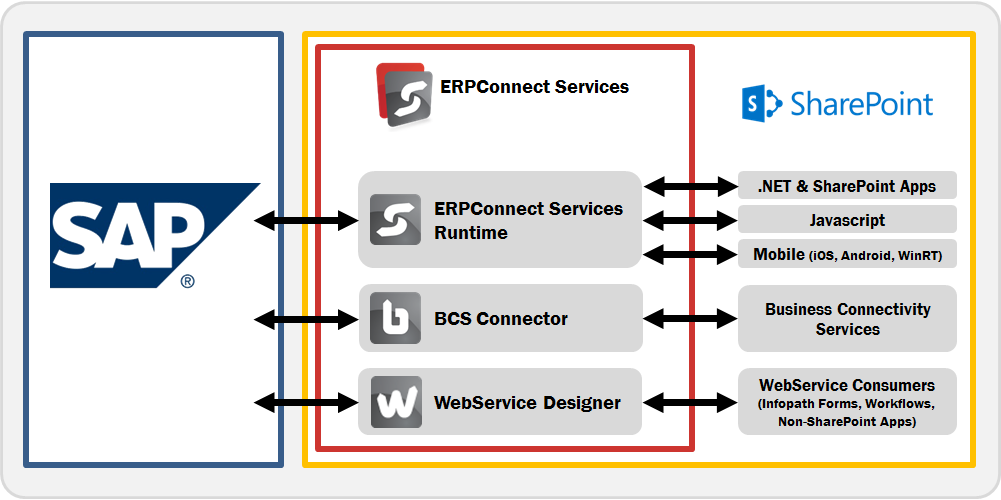 ERPConnect Services
SharePoint
SAP
®
ERPConnect Services
Runtime
.NET & SharePoint Apps
Javascript
Mobile (iOS, Android, WinRT)
BCS Connector
Business Connectivity
Services
WebService Designer
WebService Consumers
(Infopath Forms, Workflows,
Non-SharePoint Apps)